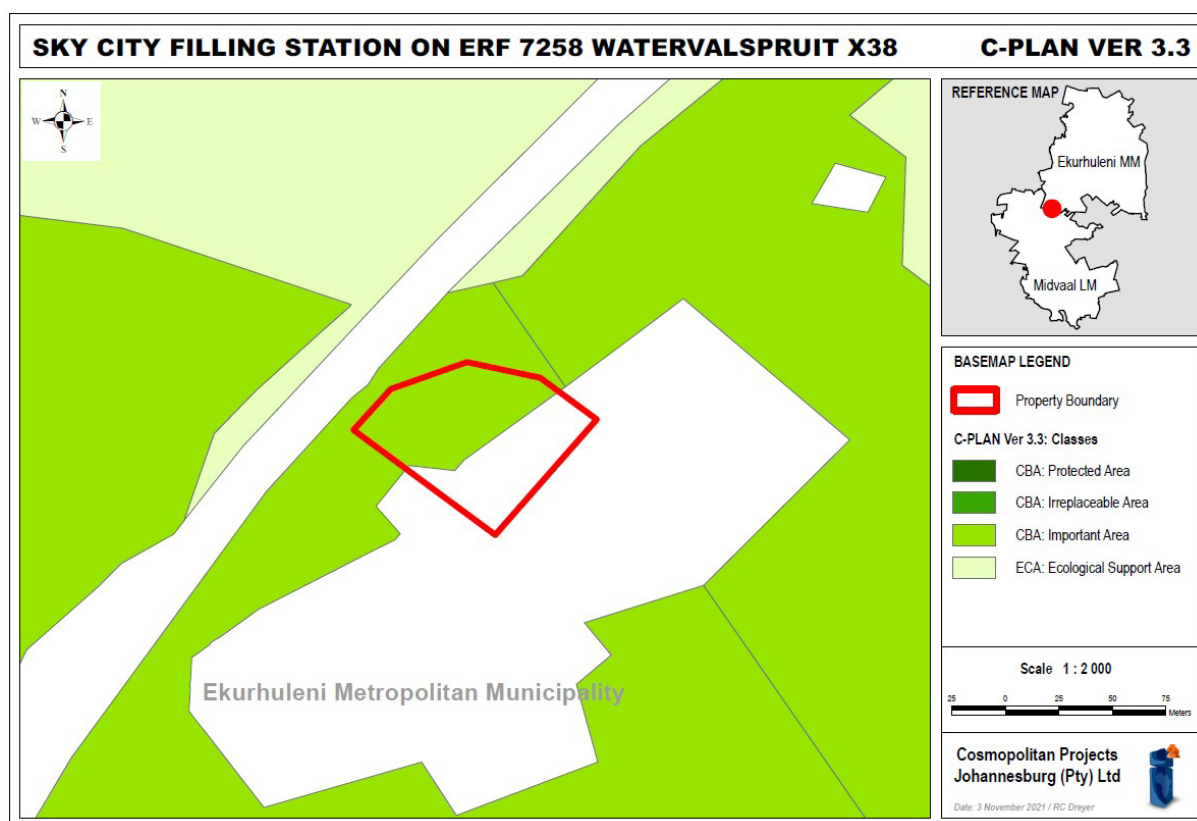 SKY CITY FILLING STATION ON ERF 7258 WATERVALSPRUIT X38 C-PLAN VER 3.3
N
W E
S
Ekurhuleni Metropolitan Municipality
REFERENCE MAP
Ekurhuleni MM
Midvaal LM
BASEMAP LEGEND
Property Boundary
C-PLAN Ver 3.3: Classes
CBA: Protected Area
CBA: Irreplaceable Area
CBA: Important Area
ECA: Ecological Support Area
Scale 1 : 2 000
25 0 25 50 75
Meters
Cosmopolitan Projects
Johannesburg (Pty) Ltd
Date: 3 November 2021 / RC Dreyer